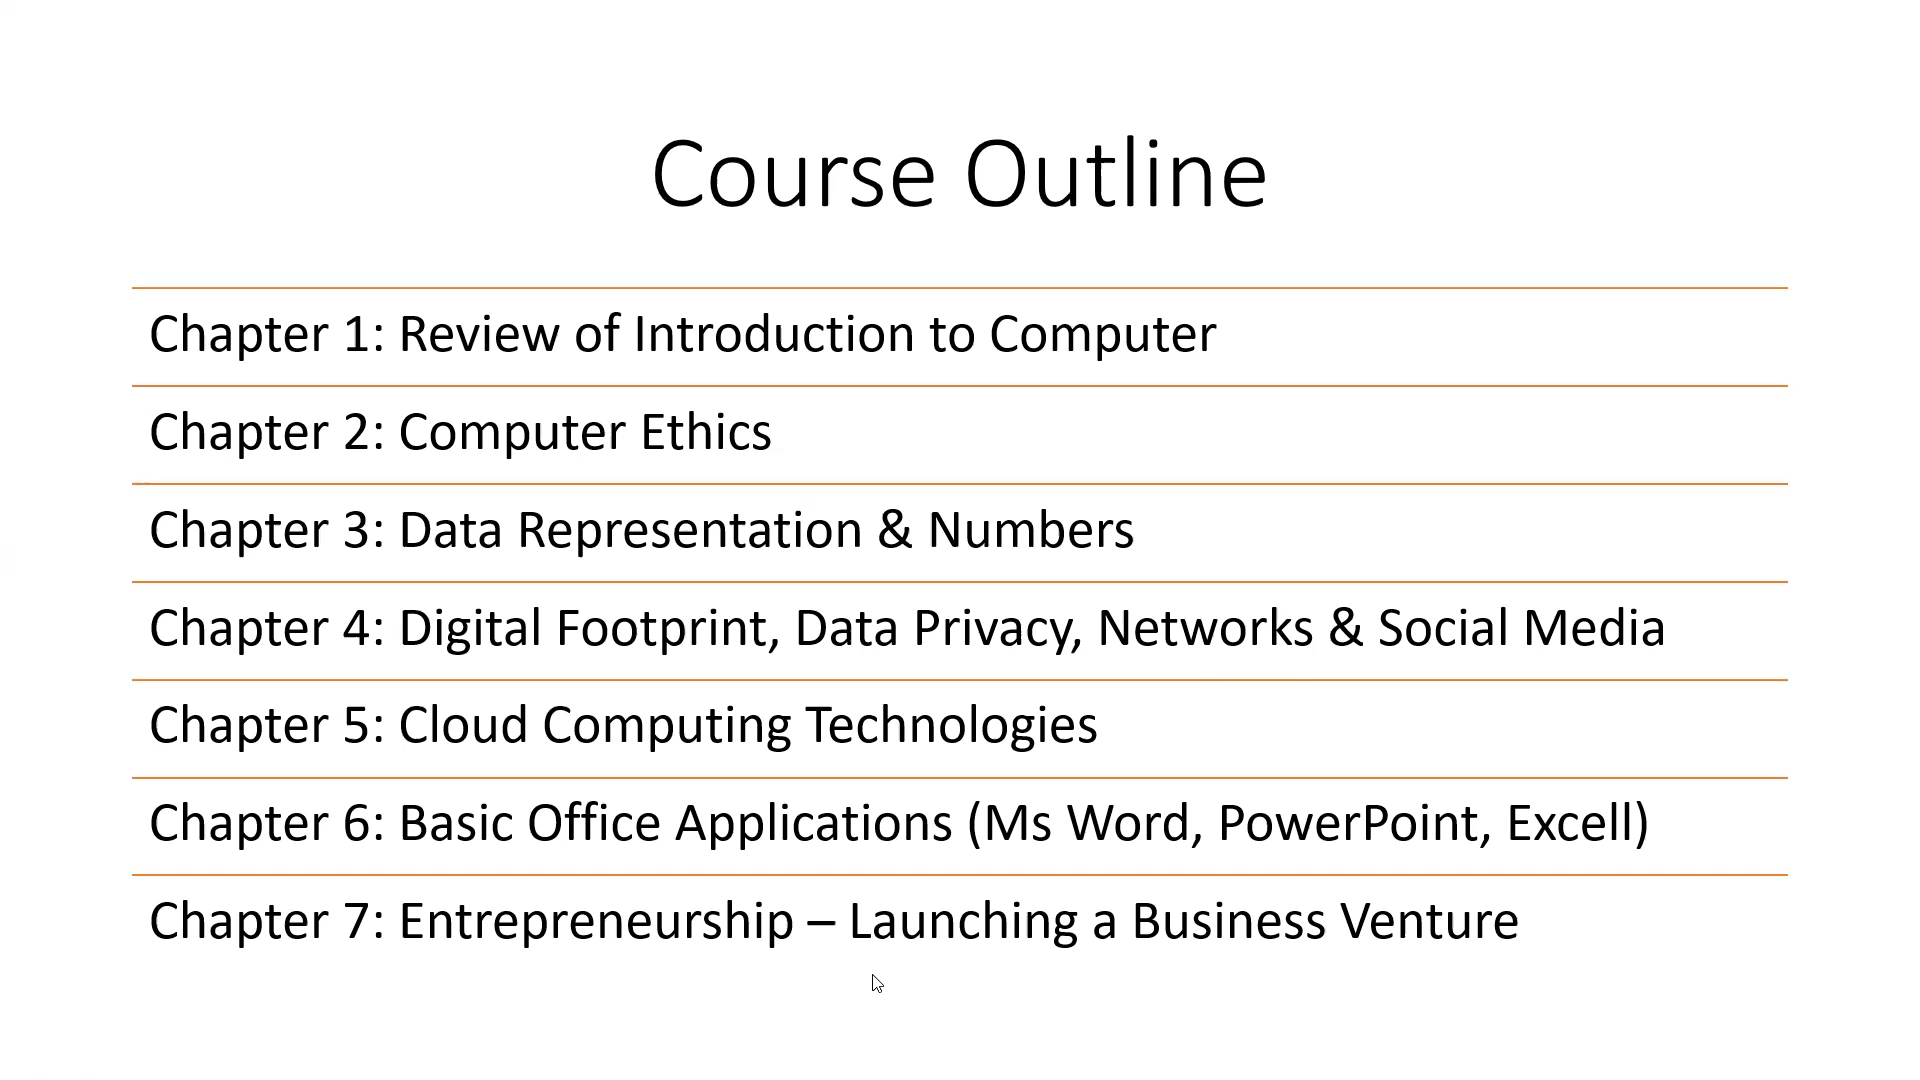 Course Outline
Chapter 1: Review of Introduction to Computer
Chapter 2: Computer Ethics
Chapter 3: Data Representation & Numbers
Chapter 4: Digital Footprint, Data Privacy, Networks & Social Media
Chapter 5: Cloud Computing Technologies
Chapter 6: Basic Office Applications (Ms Word, PowerPoint, Excell)
Chapter 7: Entrepreneurship – Launching a Business Venture